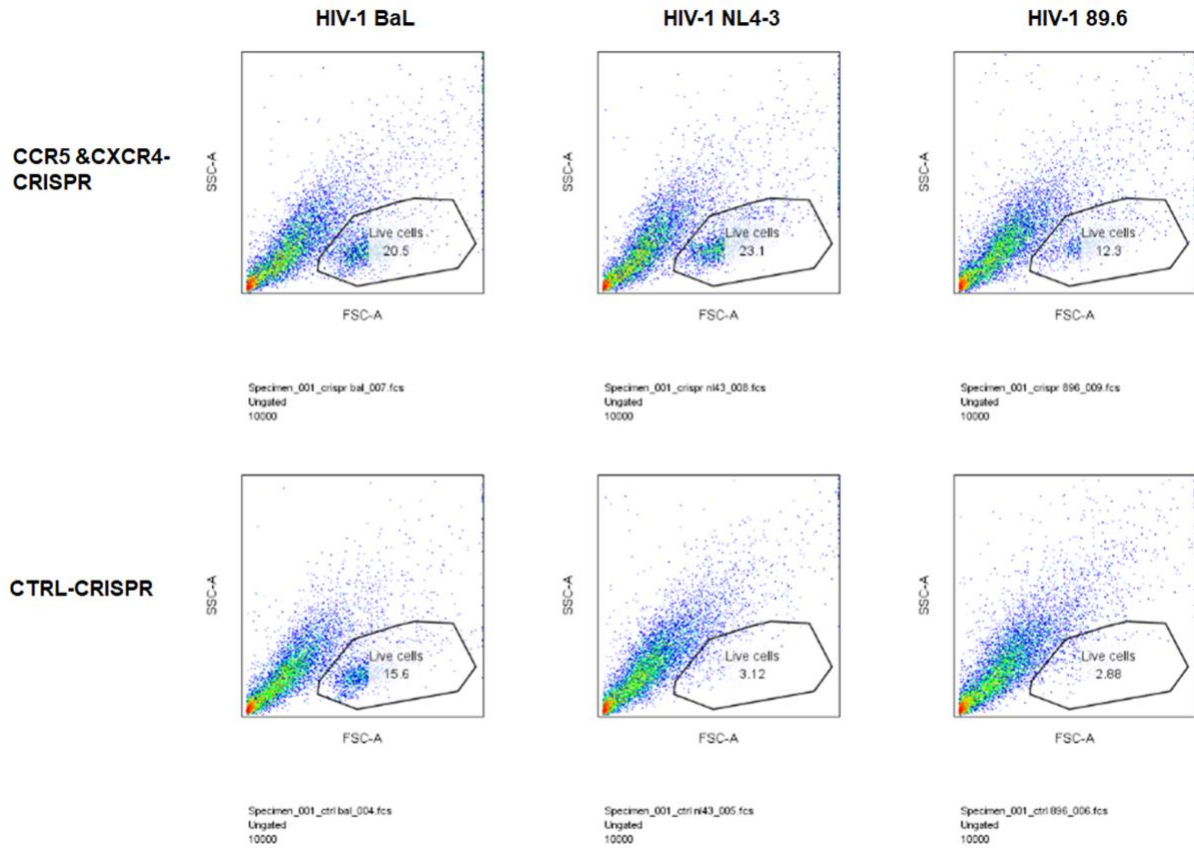 HIV-1 BaL
HIV-1 NL4-3
HIV-1 89.6
CCR5 &CXCR4-
CRISPR
SSC-A
Live cells
20.5
FSC-A
Specimen_001_crispr bal_007.fcs
Ungated
10000
SSC-A
Live cells
23.1
FSC-A
Specimen_001_crispr nl43_008.fcs
Ungated
10000
SSC-A
Live cells
12.3
FSC-A
Specimen_001_crispr 896_009.fcs
Ungated
10000
CTRL-CRISPR
SSC-A
Live cells
15.6
FSC-A
Specimen_001_ctrl bal_004.fcs
Ungated
10000
SSC-A
Live cells
3.12
FSC-A
Specimen_001_ctrl nl43_005.fcs
Ungated
10000
SSC-A
Live cells
2.88
FSC-A
Specimen_001_ctrl 896_006.fcs
Ungated
10000